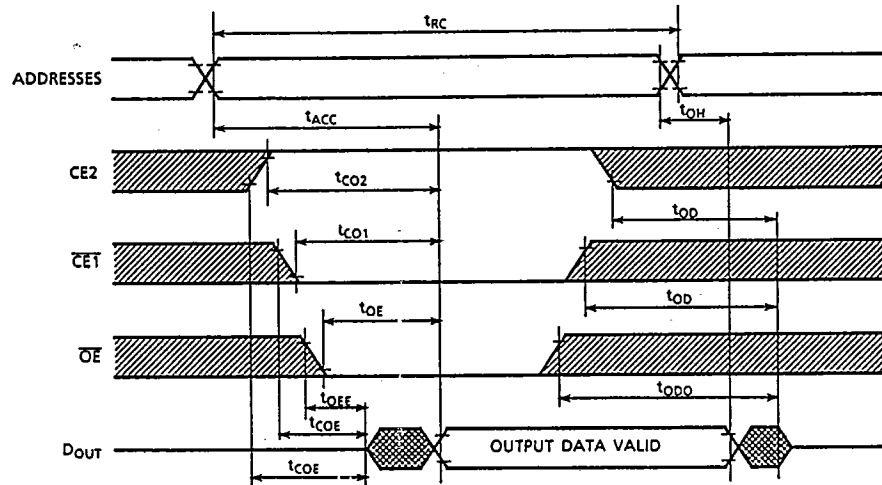 tRC
ADDRESSES
tACC
tOH
CE2
tCO2
tOD
CE1
tCO1
tOD
OE
tOE
tODO
tOEE
tCOE
DOUT
OUTPUT DATA VALID
tCOE